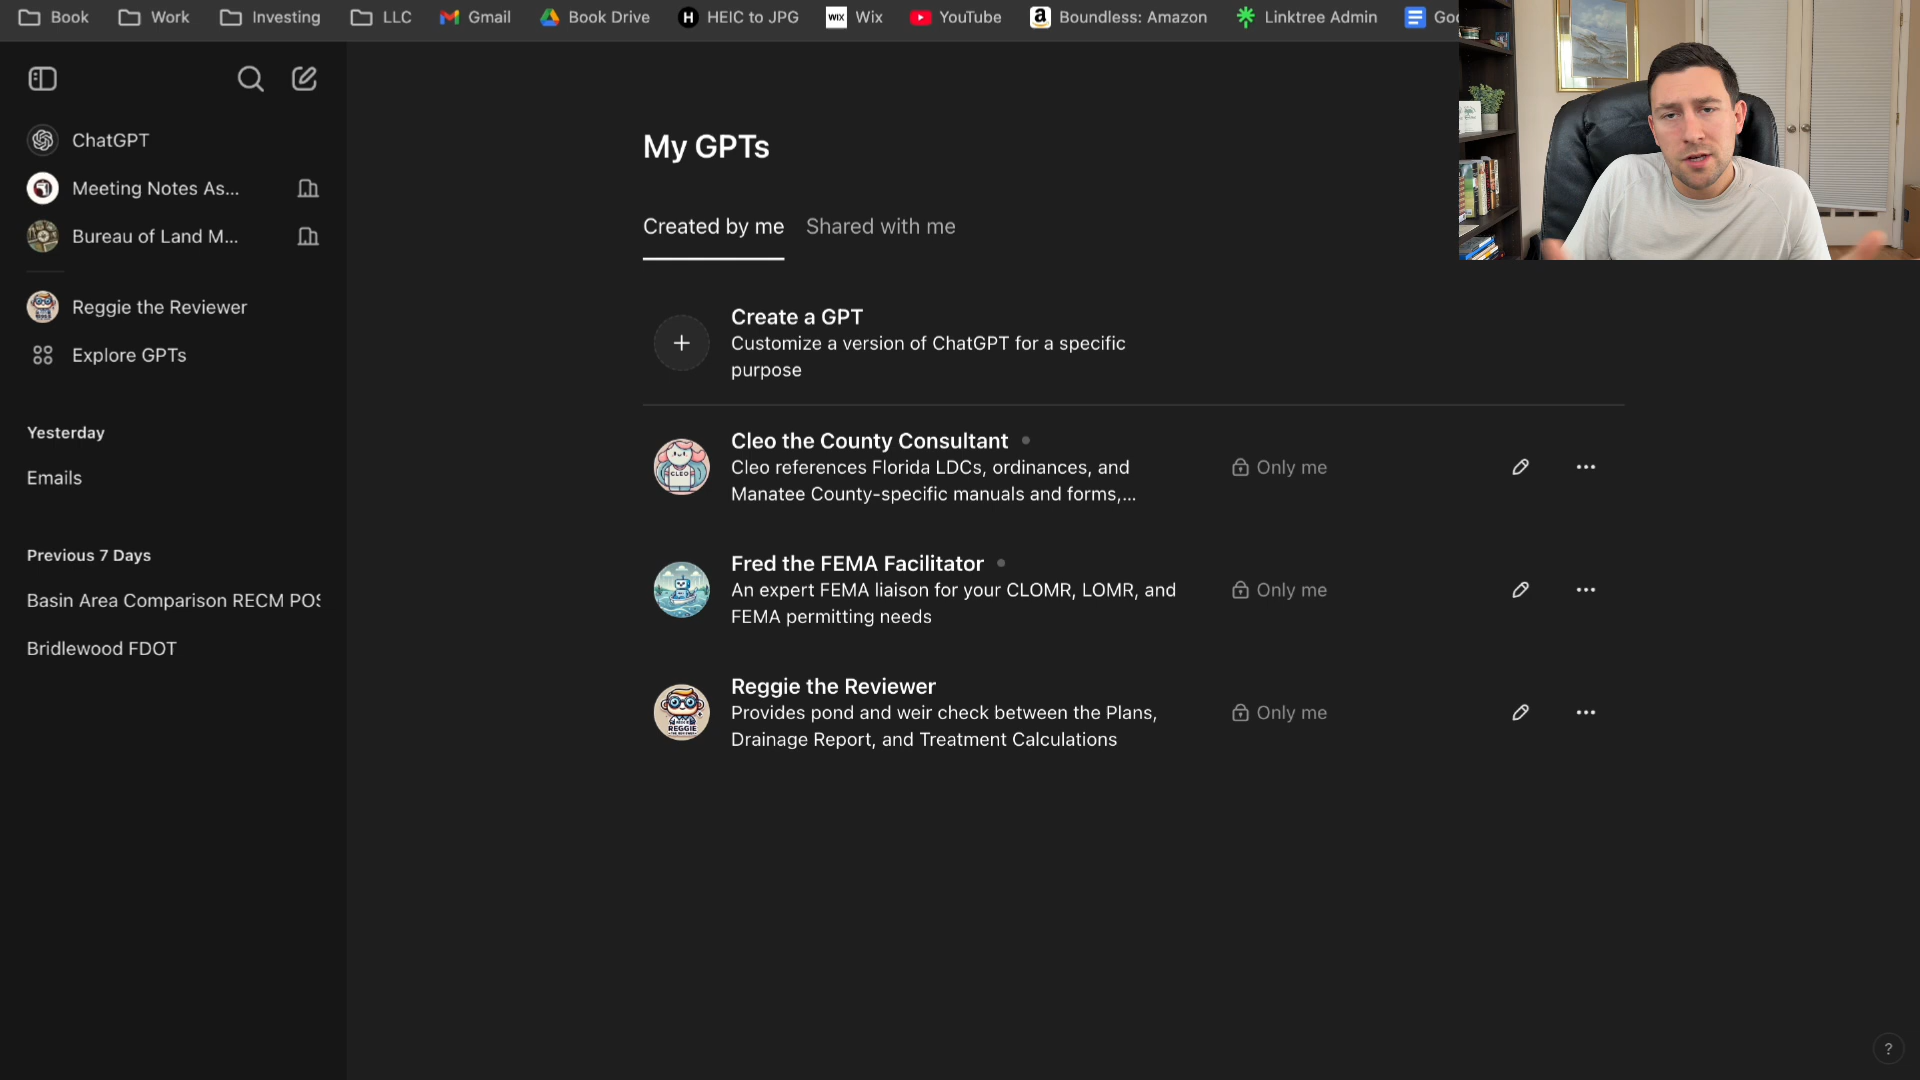 Book Work Investing LLC Gmail Book Drive HEIC to JPG Wix YouTube Boundless: Amazon Linktree Admin
ChatGPT
Meeting Notes As...
Bureau of Land M...
Reggie the Reviewer
Explore GPTs
Yesterday
Emails
Previous 7 Days
Basin Area Comparison RECM POS
Bridlewood FDOT
My GPTs
Created by me Shared with me
Create a GPT
Customize a version of ChatGPT for a specific
purpose
Cleo the County Consultant
Cleo references Florida LDCs, ordinances, and
Manatee County-specific manuals and forms,...
Only me
Fred the FEMA Facilitator
An expert FEMA liaison for your CLOMR, LOMR, and
FEMA permitting needs
Only me
Reggie the Reviewer
Provides pond and weir check between the Plans,
Drainage Report, and Treatment Calculations
Only me
CLEO
REGGIE
?